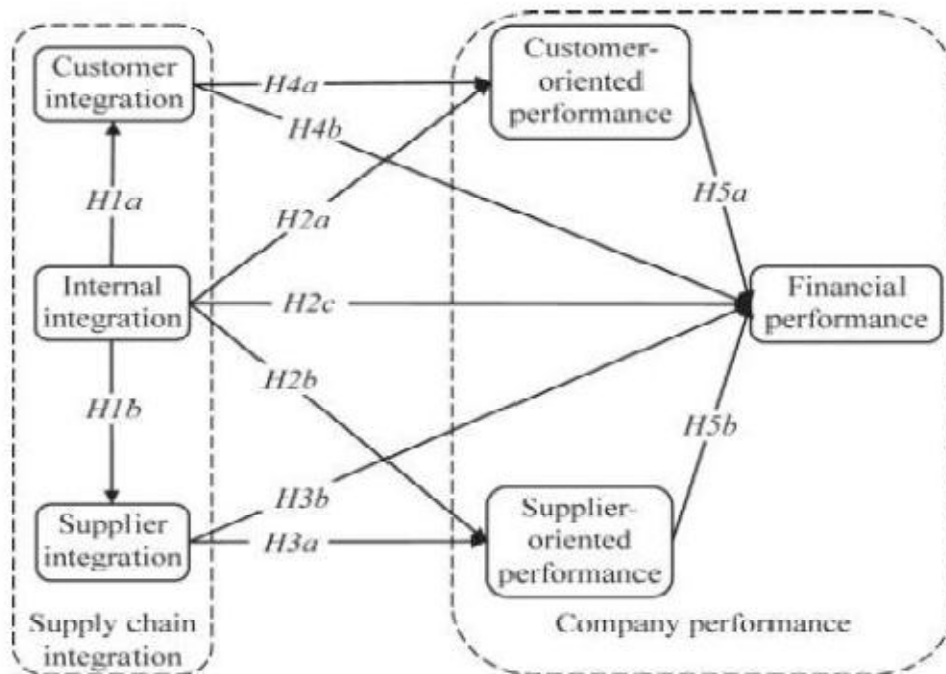 Customer
integration
Customer-
oriented
performance
H4a
H4b
H1a
H2a
H5a
Internal
integration
H2c
Financial
performance
H2b
H1b
H5b
H3b
Supplier
integration
H3a
Supplier-
oriented
performance
Supply chain
integration
Company performance